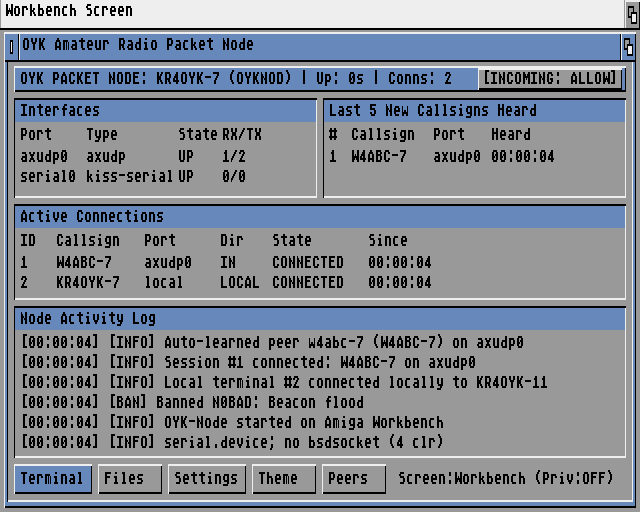 Workbench Screen
OYK Amateur Radio Packet Node
OYK PACKET NODE: KR4OYK-7 (OYKNOD) | Up: 0s | Conns: 2 [INCOMING: ALLOW]
Interfaces
Port Type State RX/TX
axudp0 axudp UP 1/2
serial0 kiss-serial UP 0/0
Last 5 New Callsigns Heard
# Callsign Port Heard
1 W4ABC-7 axudp0 00:00:04
Active Connections
ID Callsign Port Dir State Since
1 W4ABC-7 axudp0 IN CONNECTED 00:00:04
2 KR4OYK-7 local LOCAL CONNECTED 00:00:04
Node Activity Log
[00:00:04] [INFO] Auto-learned peer w4abc-7 (W4ABC-7) on axudp0
[00:00:04] [INFO] Session #1 connected: W4ABC-7 on axudp0
[00:00:04] [INFO] Local terminal #2 connected locally to KR4OYK-11
[00:00:04] [BAN] Banned N0BAD: Beacon flood
[00:00:04] [INFO] OYK-Node started on Amiga Workbench
[00:00:04] [INFO] serial.device; no bsdsocket (4 clr)
Terminal Files Settings Theme Peers Screen:Workbench (Priv:OFF)